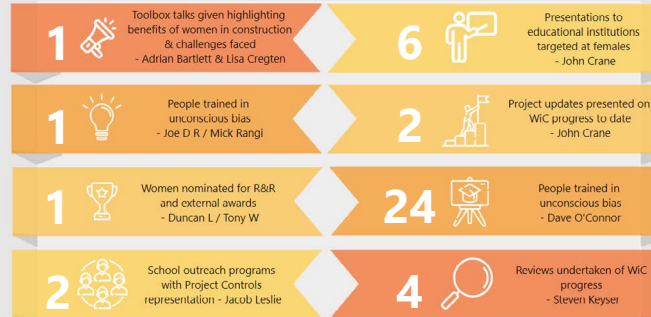 1
Toolbox talks given highlighting
benefits of women in construction
& challenges faced
- Adrian Bartlett & Lisa Cregten
6
Presentations to
educational institutions
targeted at females
- John Crane
1
People trained in
unconscious bias
- Joe D R / Mick Rangi
2
Project updates presented on
WiC progress to date
- John Crane
1
Women nominated for R&R
and external awards
- Duncan L / Tony W
24
People trained in
unconscious bias
- Dave O'Connor
2
School outreach programs
with Project Controls
representation - Jacob Leslie
4
Reviews undertaken of WiC
progress
- Steven Keyser